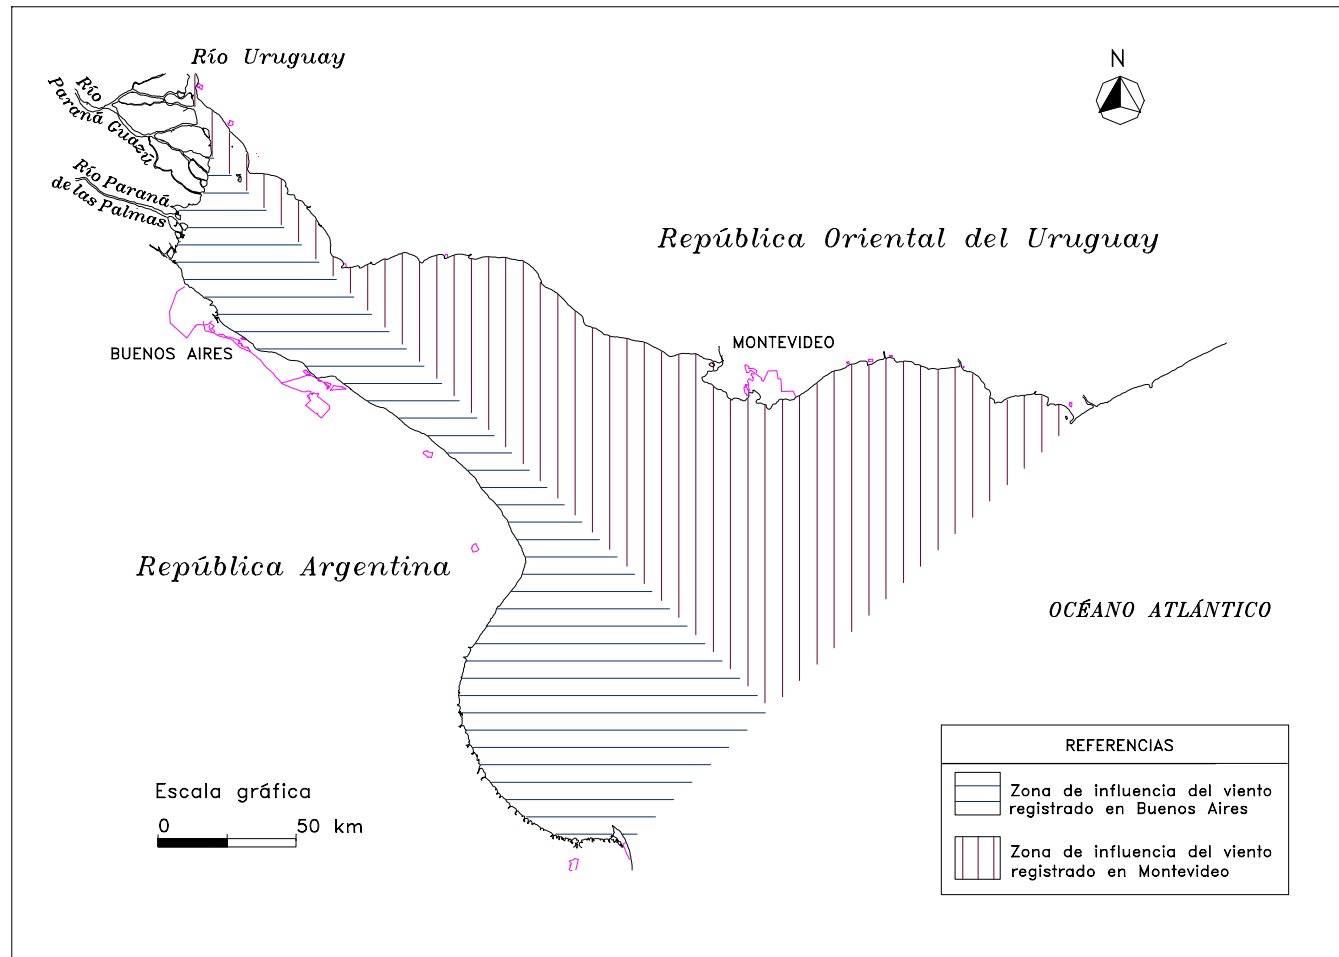 Río Uruguay
N
Río
Paraná Guazú
Río Paraná
de las Palmas
República Oriental del Uruguay
MONTEVIDEO
BUENOS AIRES
República Argentina
OCÉANO ATLÁNTICO
REFERENCIAS
Zona de influencia del viento
registrado en Buenos Aires
Zona de influencia del viento
registrado en Montevideo
Escala gráfica
0 50 km